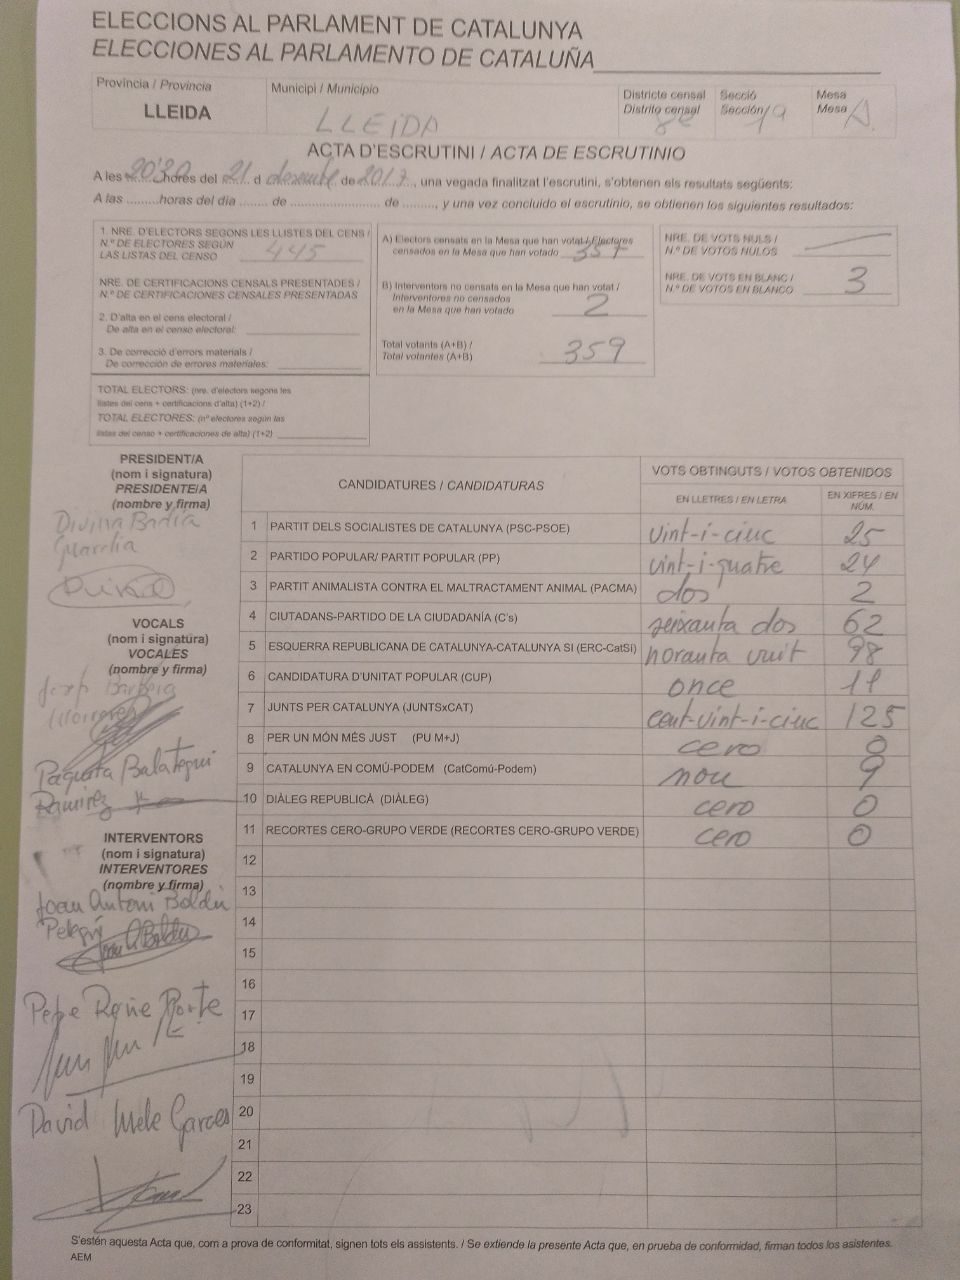 ELECCIONS AL PARLAMENT DE CATALUNYA
ELECCIONES AL PARLAMENTO DE CATALUÑA
Província / Provincia
LLEIDA
Municipi / Municipio
LLEIDA
Districte censal
Distrito censal
Secció
Sección 19
Mesa
Mesa A
ACTA D'ESCRUTINI / ACTA DE ESCRUTINIO
A les 20'30 hores del 21 d desembre de 2017, una vegada finalitzat l'escrutini, s'obtenen els resultats següents:
A las .........horas del dia ........ de ........................ de ........, y una vez concluido el escrutinio, se obtienen los siguientes resultados:
1. NRE. D'ELECTORS SEGONS LES LLISTES DEL CENS /
N.º DE ELECTORES SEGÚN
LAS LISTAS DEL CENSO 445
NRE. DE CERTIFICACIONS CENSALS PRESENTADES /
N.º DE CERTIFICACIONES CENSALES PRESENTADAS
2. D'alta en el cens electoral /
De alta en el censo electoral:
3. De correcció d'errors materials /
De corrección de errores materiales:
TOTAL ELECTORS: (nre. d'electors segons les
llistes del cens + certificacions d'alta) (1+2) /
TOTAL ELECTORES: (nº electores según las
listas del censo + certificaciones de alta) (1+2)
A) Electors censats en la Mesa que han votat / Electores
censados en la Mesa que han votado 357
B) Interventors no censats en la Mesa que han votat /
Interventores no censados
en la Mesa que han votado 2
Total votants (A+B) /
Total votantes (A+B) 359
NRE. DE VOTS NULS /
N.º DE VOTOS NULOS
NRE. DE VOTS EN BLANC /
N.º DE VOTOS EN BLANCO 3
PRESIDENT/A
(nom i signatura)
PRESIDENTE/A
(nombre y firma)
Divina Badia
Guardia
VOCALS
(nom i signatura)
VOCALES
(nombre y firma)
Josep Barberà
Paquita Balategui
Ramirez
INTERVENTORS
(nom i signatura)
INTERVENTORES
(nombre y firma)
Joan Antoni Boldú
Pelegrí
Pepe Reñe
David Mele Garces
CANDIDATURES / CANDIDATURAS
VOTS OBTINGUTS / VOTOS OBTENIDOS
EN LLETRES / EN LETRA
EN XIFRES / EN
NÚM.
1 PARTIT DELS SOCIALISTES DE CATALUNYA (PSC-PSOE) vint-i-cinc 25
2 PARTIDO POPULAR/ PARTIT POPULAR (PP) vint-i-quatre 24
3 PARTIT ANIMALISTA CONTRA EL MALTRACTAMENT ANIMAL (PACMA) dos 2
4 CIUTADANS-PARTIDO DE LA CIUDADANÍA (C's) seixanta dos 62
5 ESQUERRA REPUBLICANA DE CATALUNYA-CATALUNYA SI (ERC-CatSí) noranta vuit 98
6 CANDIDATURA D'UNITAT POPULAR (CUP) once 11
7 JUNTS PER CATALUNYA (JUNTSxCAT) cent-vint-i-cinc 125
8 PER UN MÓN MÉS JUST (PU M+J) cero 0
9 CATALUNYA EN COMÚ-PODEM (CatComú-Podem) nou 9
10 DIÀLEG REPUBLICÀ (DIÀLEG) cero 0
11 RECORTES CERO-GRUPO VERDE (RECORTES CERO-GRUPO VERDE) cero 0
12
13
14
15
16
17
18
19
20
21
22
23
S'estén aquesta Acta que, com a prova de conformitat, signen tots els assistents. / Se extiende la presente Acta que, en prueba de conformidad, firman todos los asistentes.
AEM